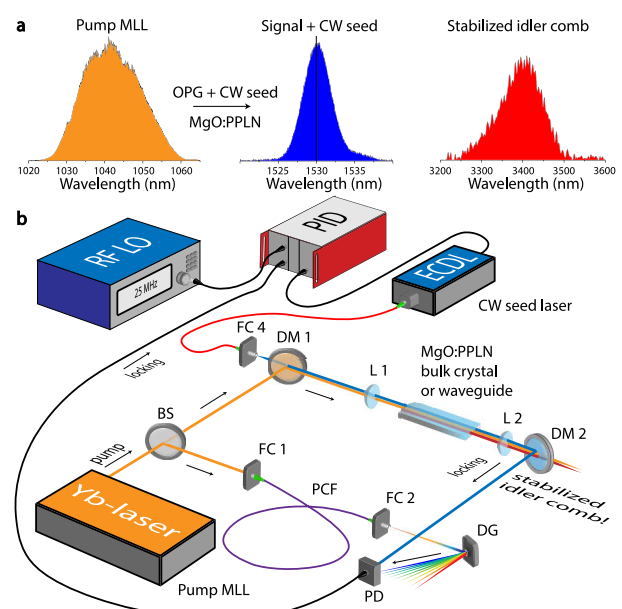 a
Pump MLL
Signal + CW seed
Stabilized idler comb
OPG + CW seed
MgO:PPLN
1020 1030 1040 1050 1060
Wavelength (nm)
1525 1530 1535
Wavelength (nm)
3200 3300 3400 3500 3600
Wavelength (nm)
b
RF LO
25 MHz
PID
ECDL
CW seed laser
FC 4
DM 1
locking
L 1
MgO:PPLN
bulk crystal
or waveguide
L 2
DM 2
BS
pump
FC 1
locking
stabilized
idler comb!
Yb-laser
PCF
FC 2
DG
Pump MLL
PD